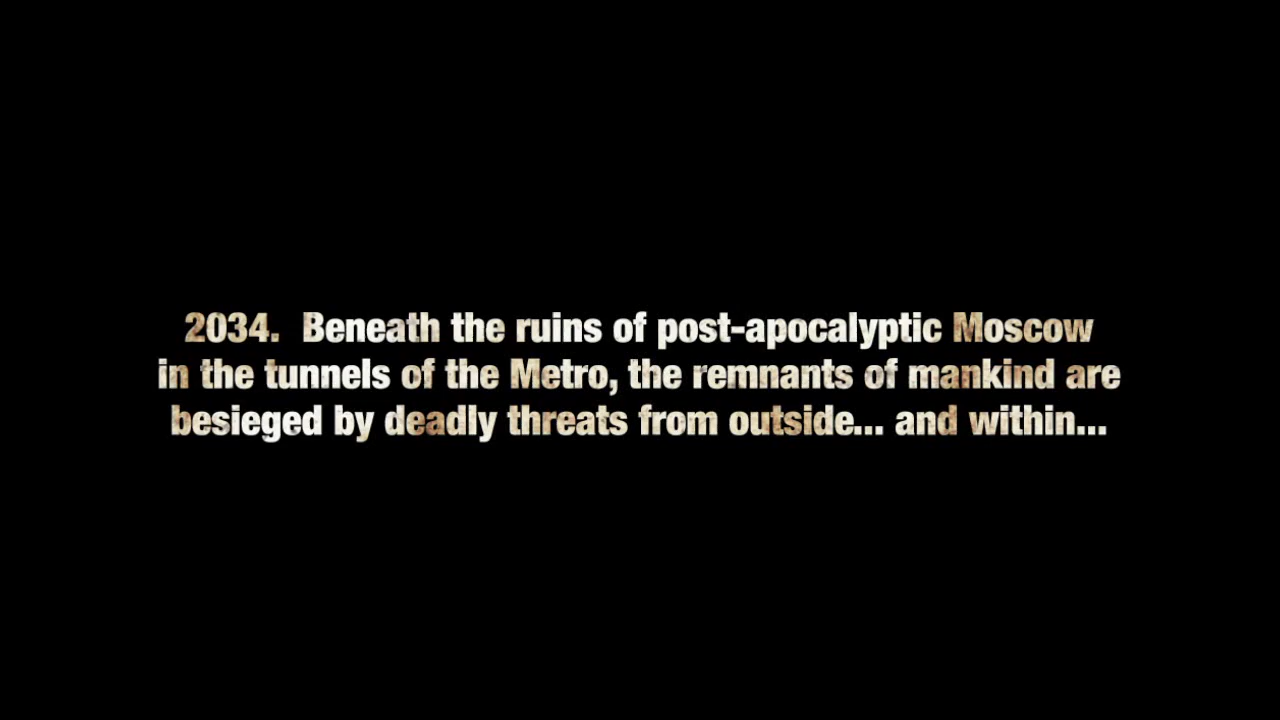 2034.  Beneath the ruins of post-apocalyptic Moscow
in the tunnels of the Metro, the remnants of mankind are
besieged by deadly threats from outside... and within...